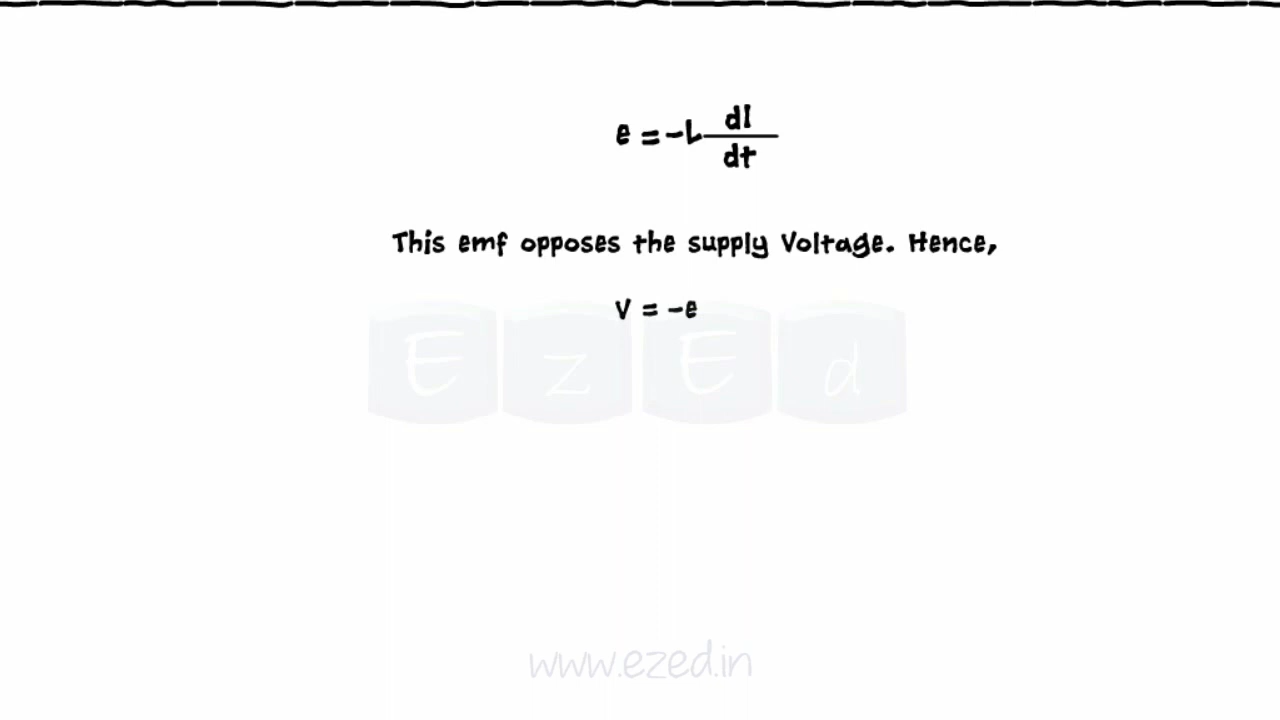 e = -L dI/dt
This emf opposes the supply Voltage. Hence,
V = -e
EzEd
www.ezed.in